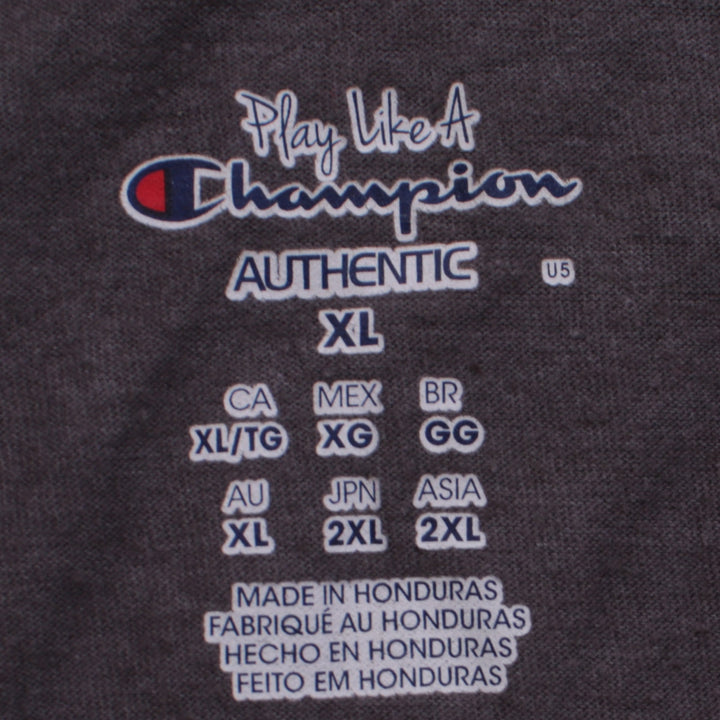 Play Like A
Champion
AUTHENTIC
U5
XL
CA MEX BR
XL/TG XG GG
AU JPN ASIA
XL 2XL 2XL
MADE IN HONDURAS
FABRIQUÉ AU HONDURAS
HECHO EN HONDURAS
FEITO EM HONDURAS